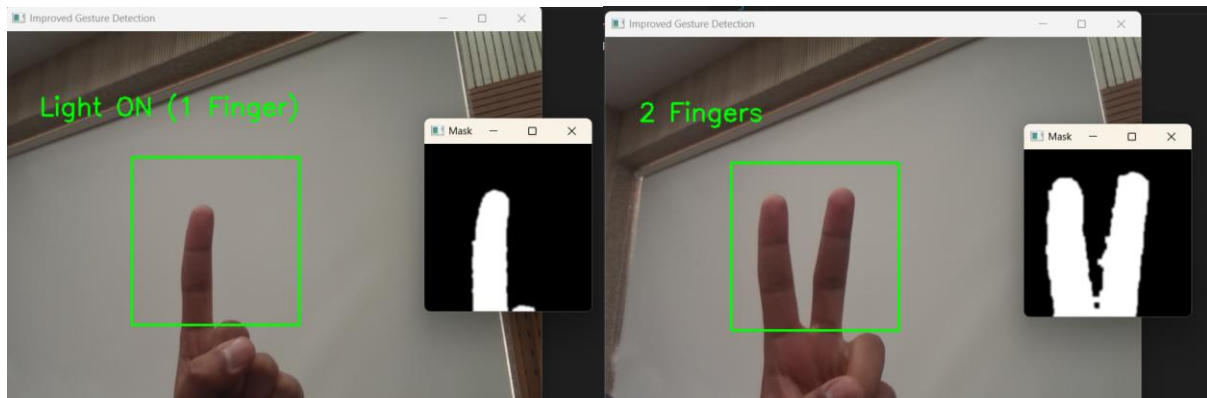 Improved Gesture Detection
Light ON (1 Finger)
Mask
Improved Gesture Detection
2 Fingers
Mask